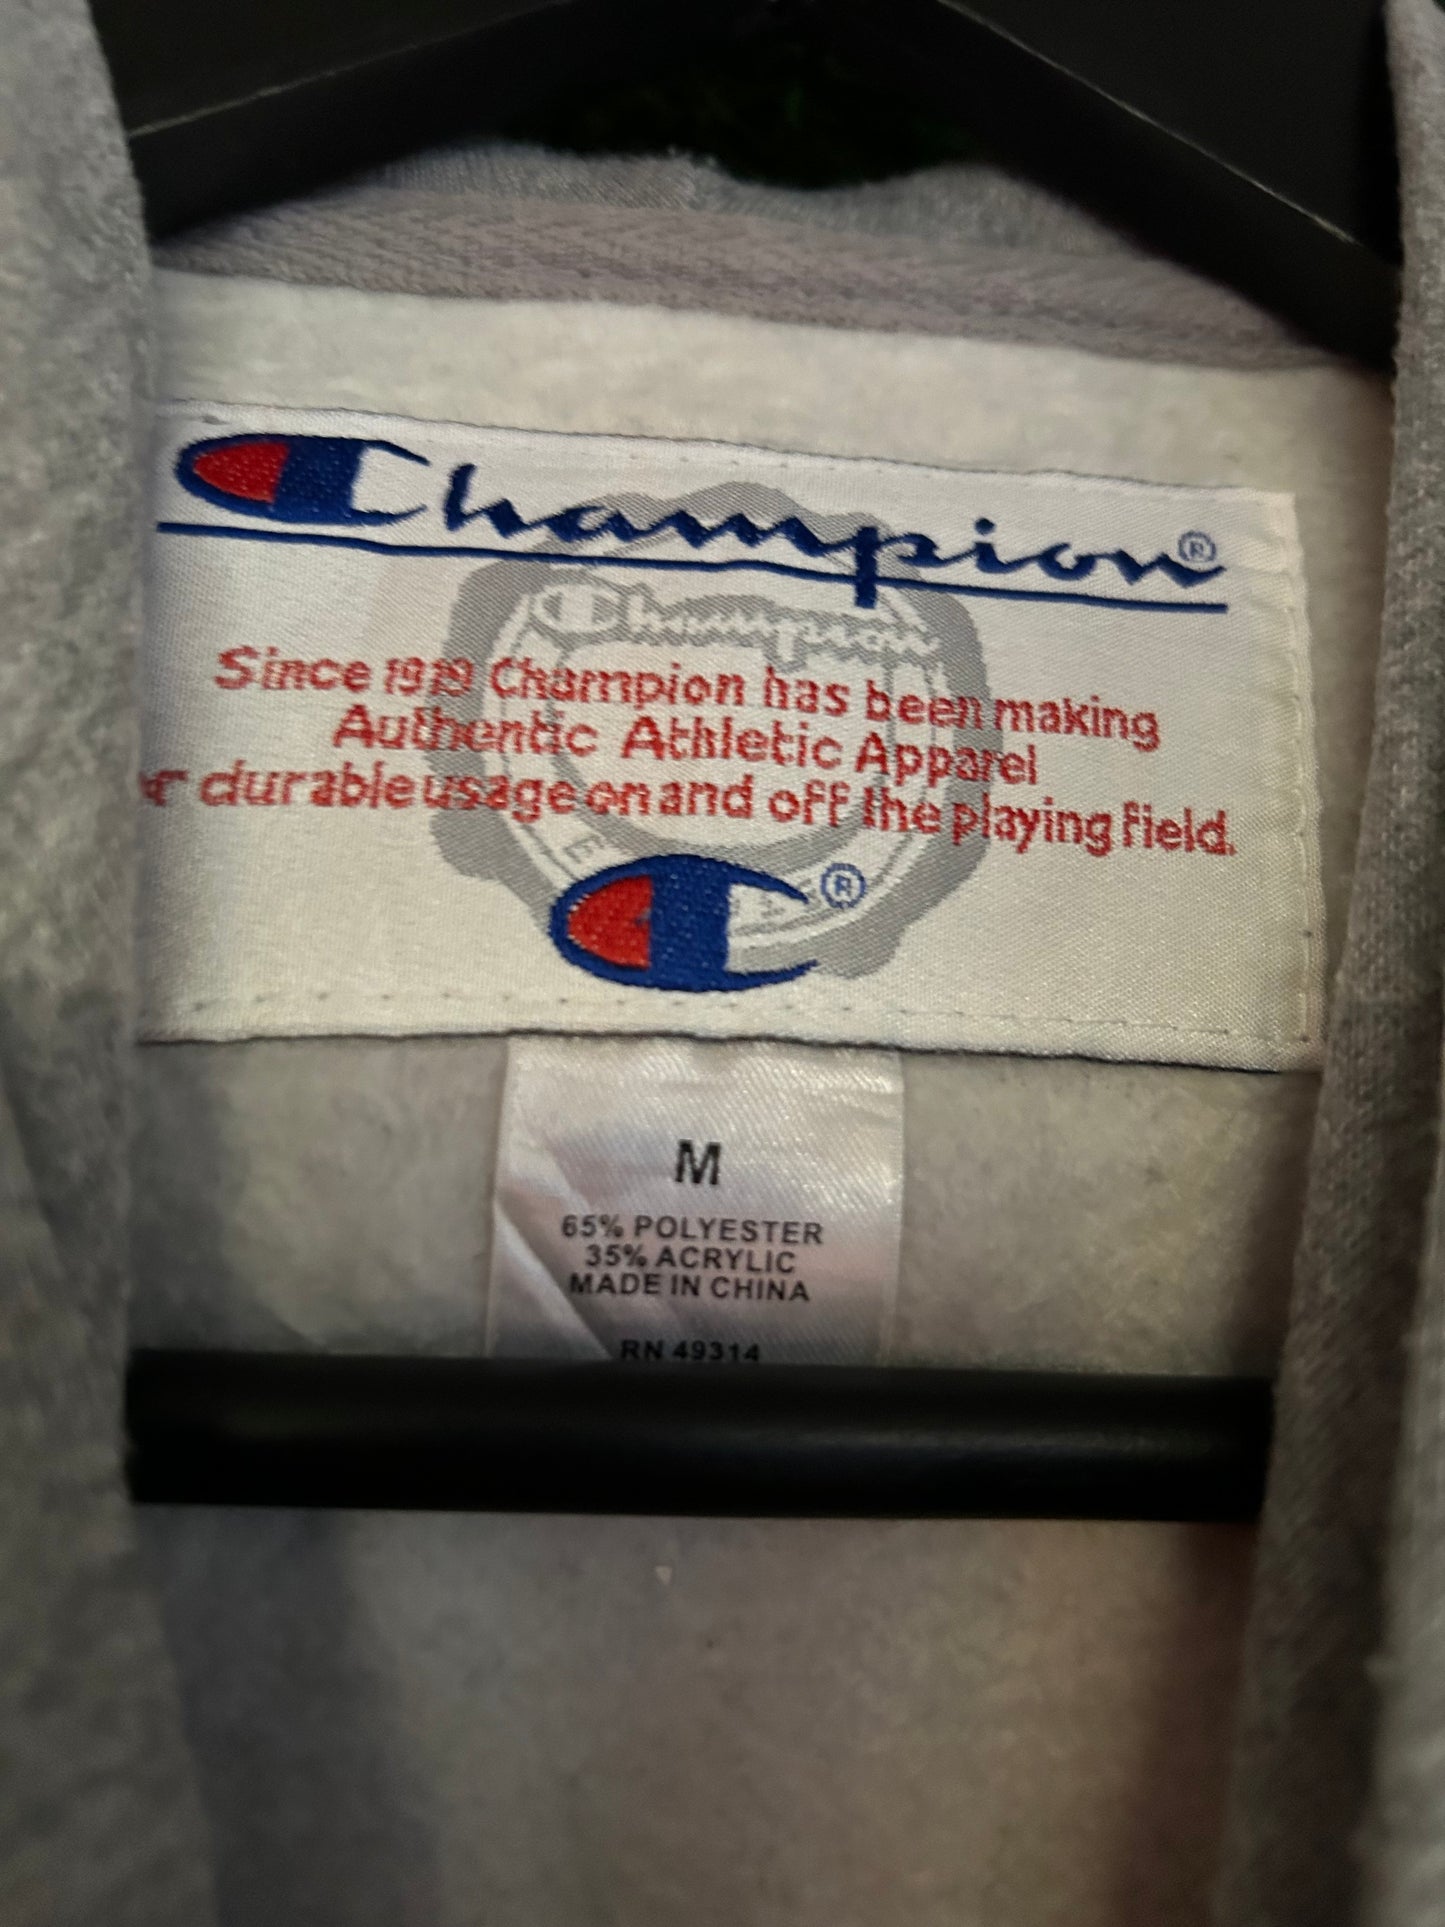 Champion®
Champion
Since 1919 Champion has been making
Authentic Athletic Apparel
durable usage on and off the playing field.
®
M
65% POLYESTER
35% ACRYLIC
MADE IN CHINA
RN 49314